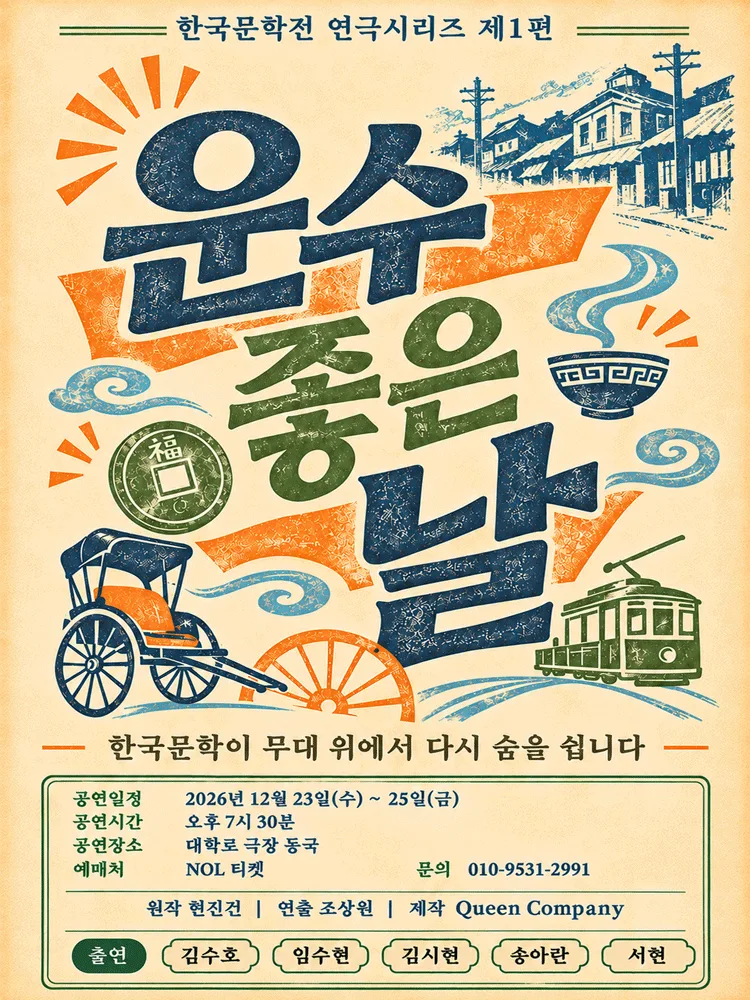 한국문학전 연극시리즈 제1편
운수
좋은
福
날
한국문학이 무대 위에서 다시 숨을 쉽니다
공연일정 2026년 12월 23일(수) ~ 25일(금)
공연시간 오후 7시 30분
공연장소 대학로 극장 동국
예매처 NOL 티켓 문의 010-9531-2991
원작 현진건 | 연출 조상원 | 제작 Queen Company
출연 김수호 임수현 김시현 송아란 서현